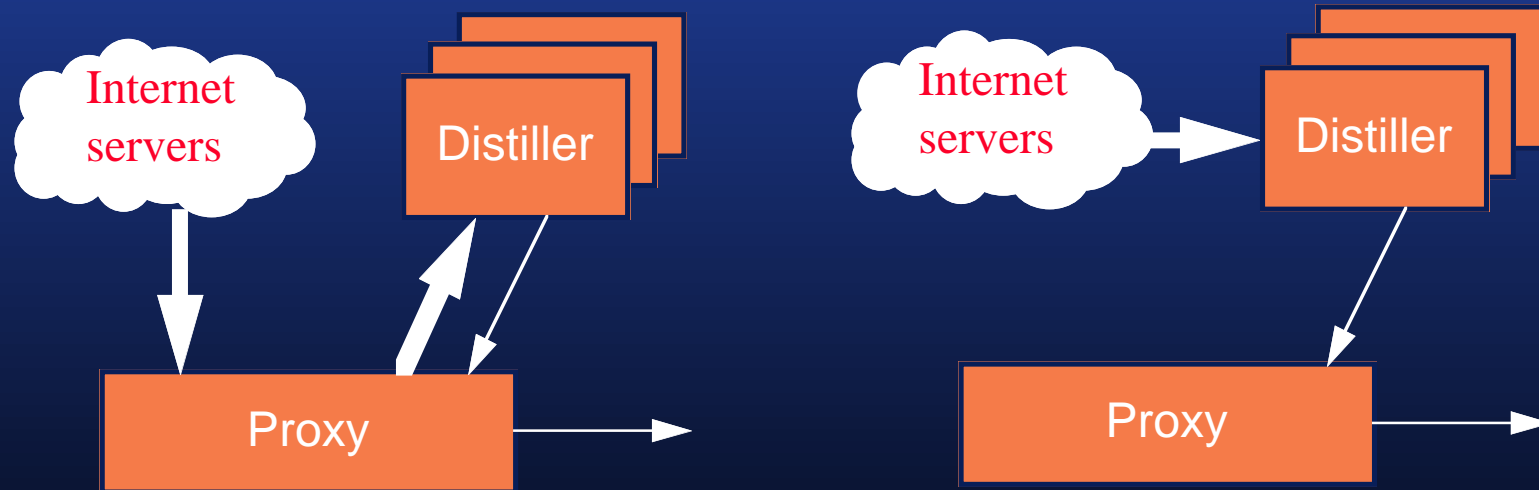 Internet
servers
Distiller
Proxy
Internet
servers
Distiller
Proxy